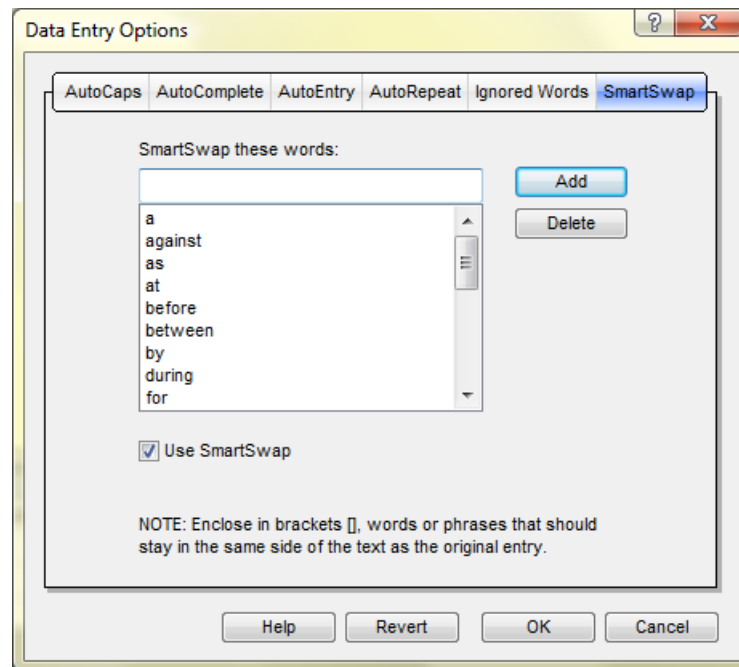 Data Entry Options
AutoCaps AutoComplete AutoEntry AutoRepeat Ignored Words SmartSwap
SmartSwap these words:
Add
Delete
a
against
as
at
before
between
by
during
for
Use SmartSwap
NOTE: Enclose in brackets [], words or phrases that should
stay in the same side of the text as the original entry.
Help Revert OK Cancel